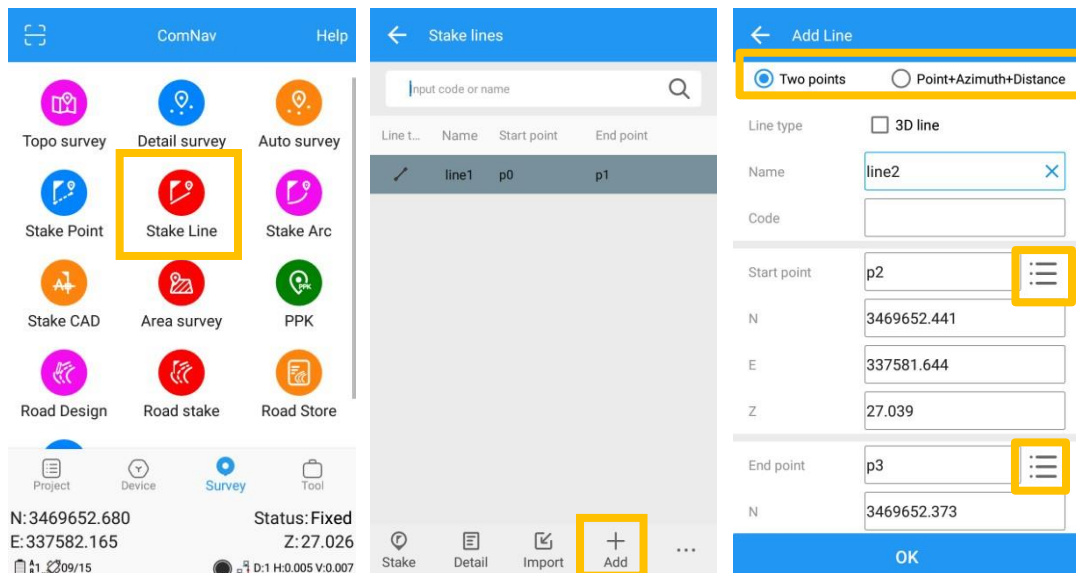 ComNav Help
Topo survey Detail survey Auto survey
Stake Point Stake Line Stake Arc
Stake CAD Area survey PPK
PPK
Road Design Road stake Road Store
Project Device Survey Tool
N:3469652.680 Status:Fixed
E:337582.165 Z:27.026
1 09/15 D:1 H:0.005 V:0.007
Stake lines
Input code or name
Line t... Name Start point End point
line1 p0 p1
Stake Detail Import Add ...
Add Line
Two points Point+Azimuth+Distance
Line type 3D line
Name line2
Code
Start point p2
N 3469652.441
E 337581.644
Z 27.039
End point p3
N 3469652.373
OK